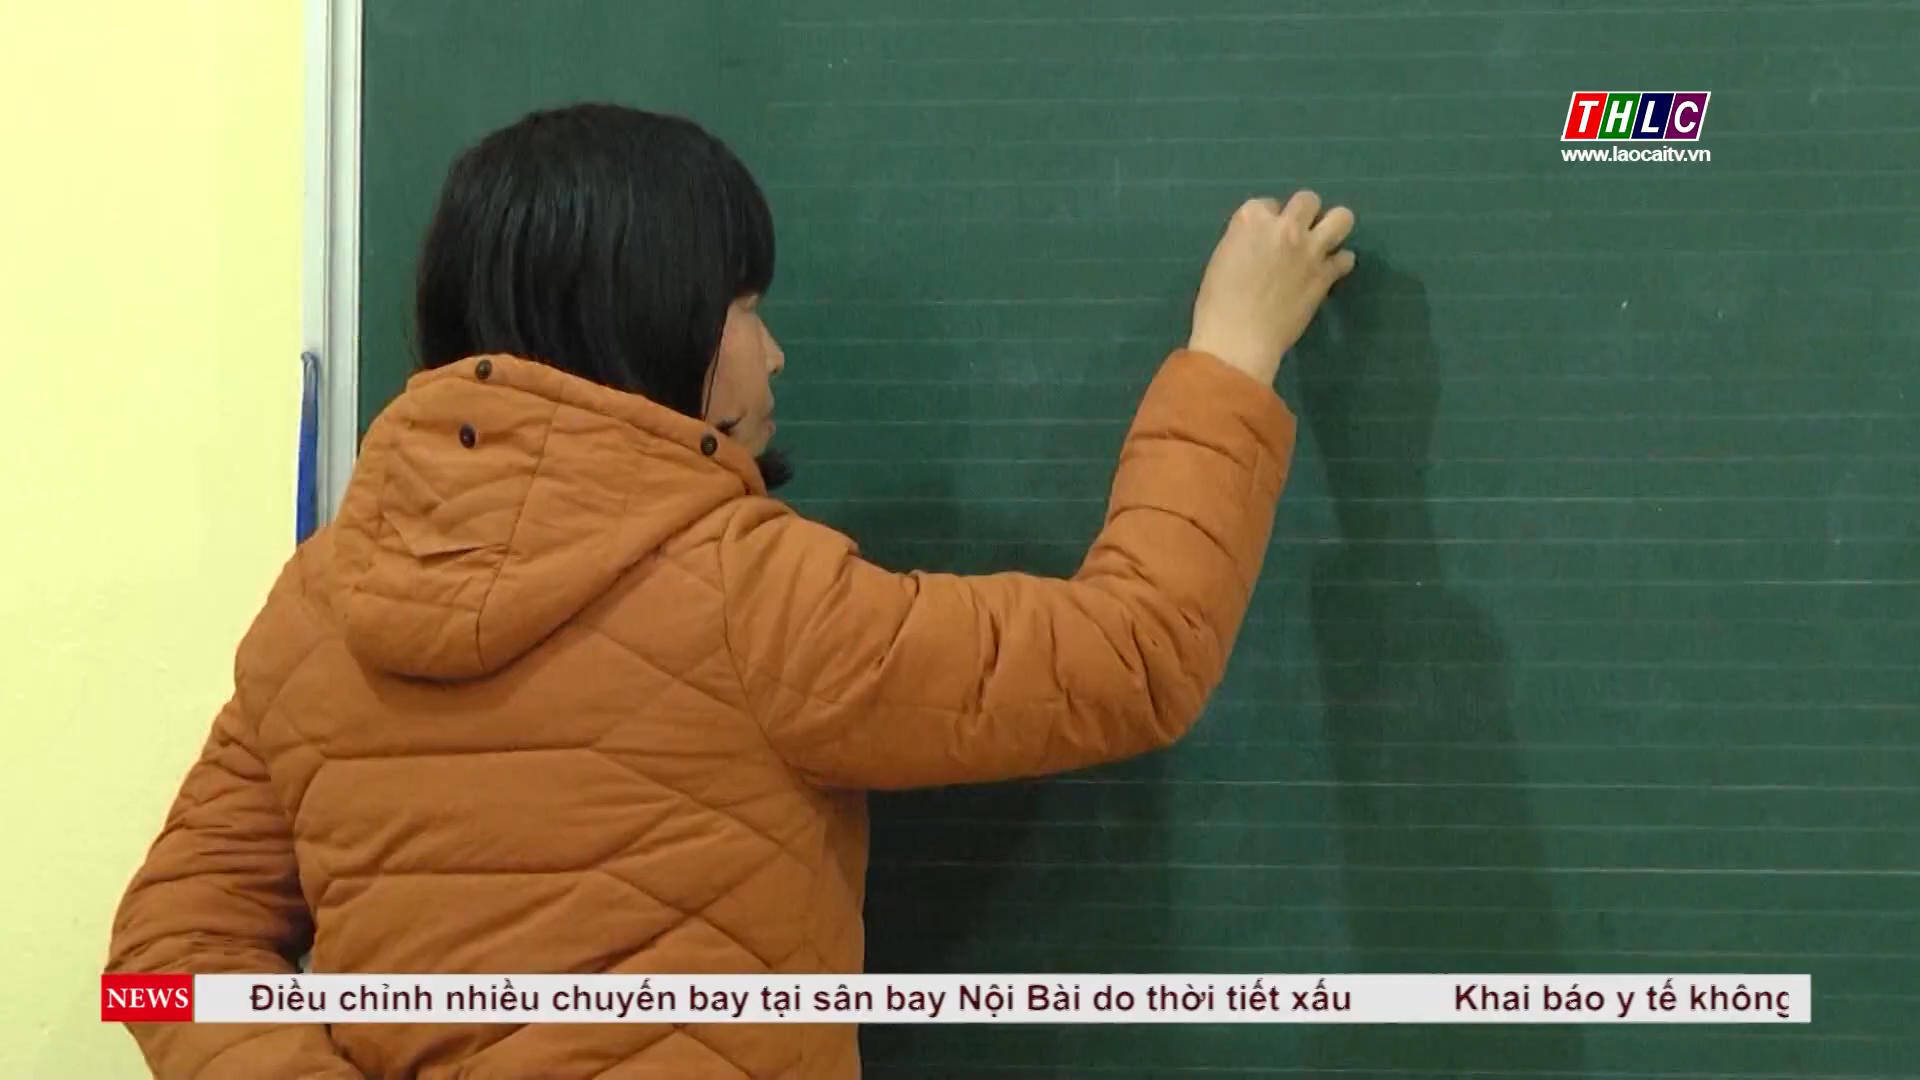 THLC
www.laocaitv.vn
NEWS Điều chỉnh nhiều chuyến bay tại sân bay Nội Bài do thời tiết xấu Khai báo y tế không